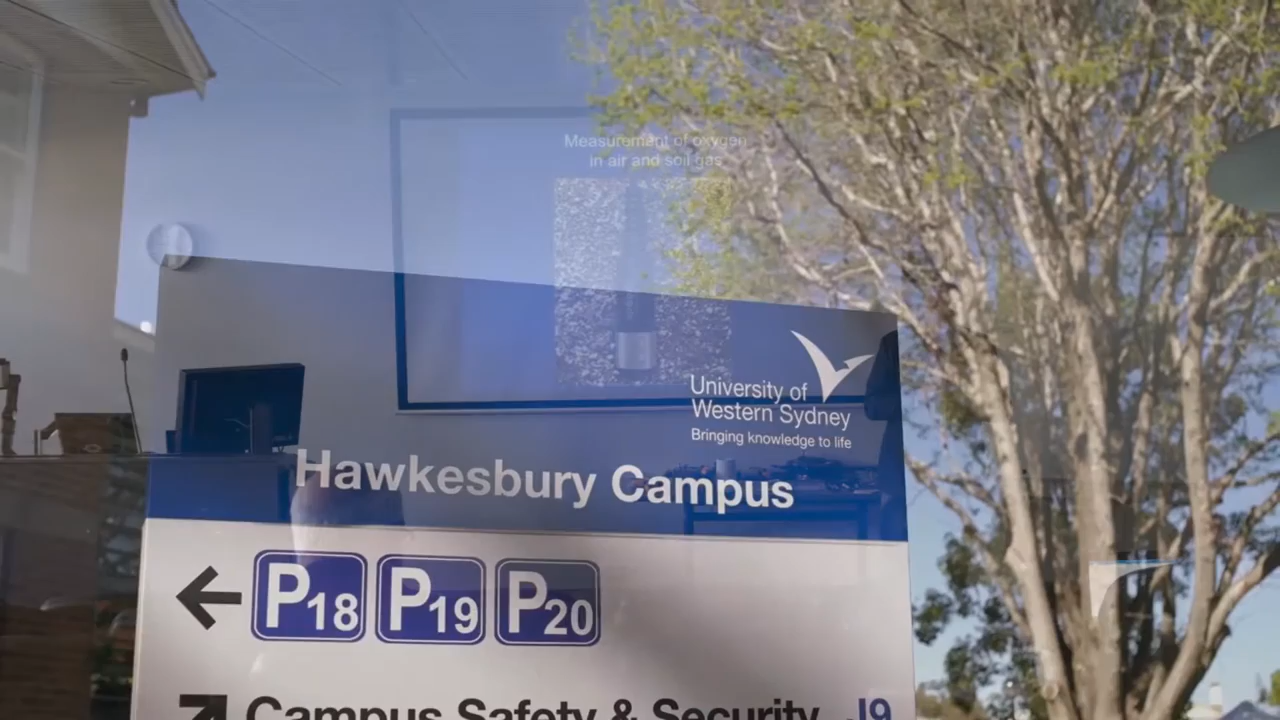 Measurement of oxygen
in air and soil gas
University of
Western Sydney
Bringing knowledge to life
Hawkesbury Campus
P18 P19 P20
Campus Safety & Security J9